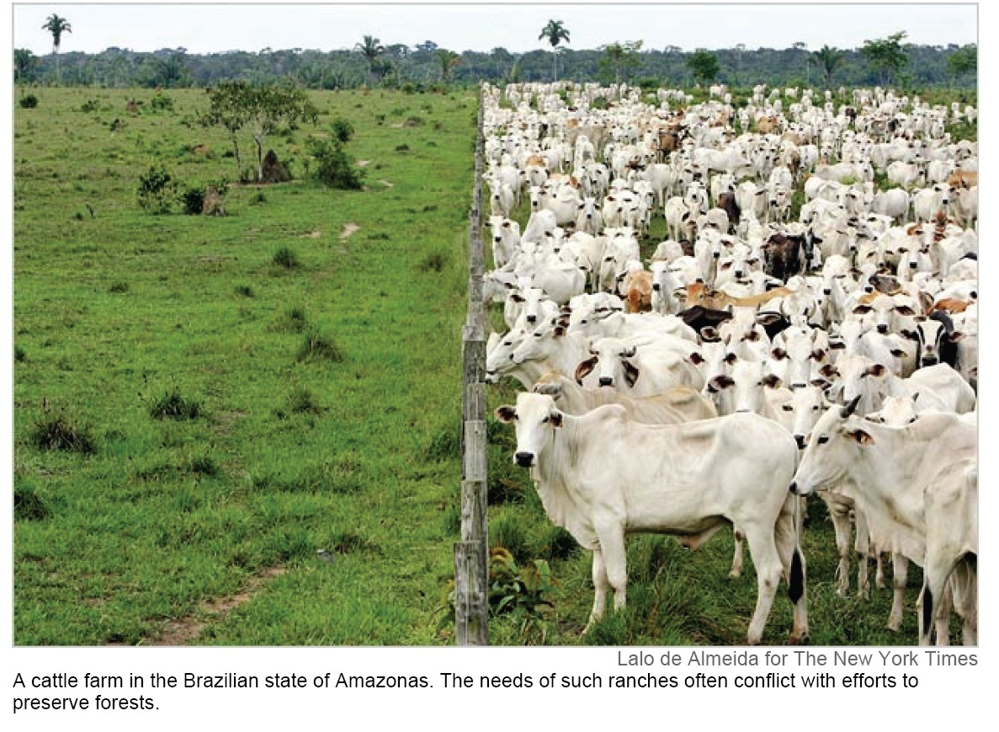 Lalo de Almeida for The New York Times
A cattle farm in the Brazilian state of Amazonas. The needs of such ranches often conflict with efforts to
preserve forests.